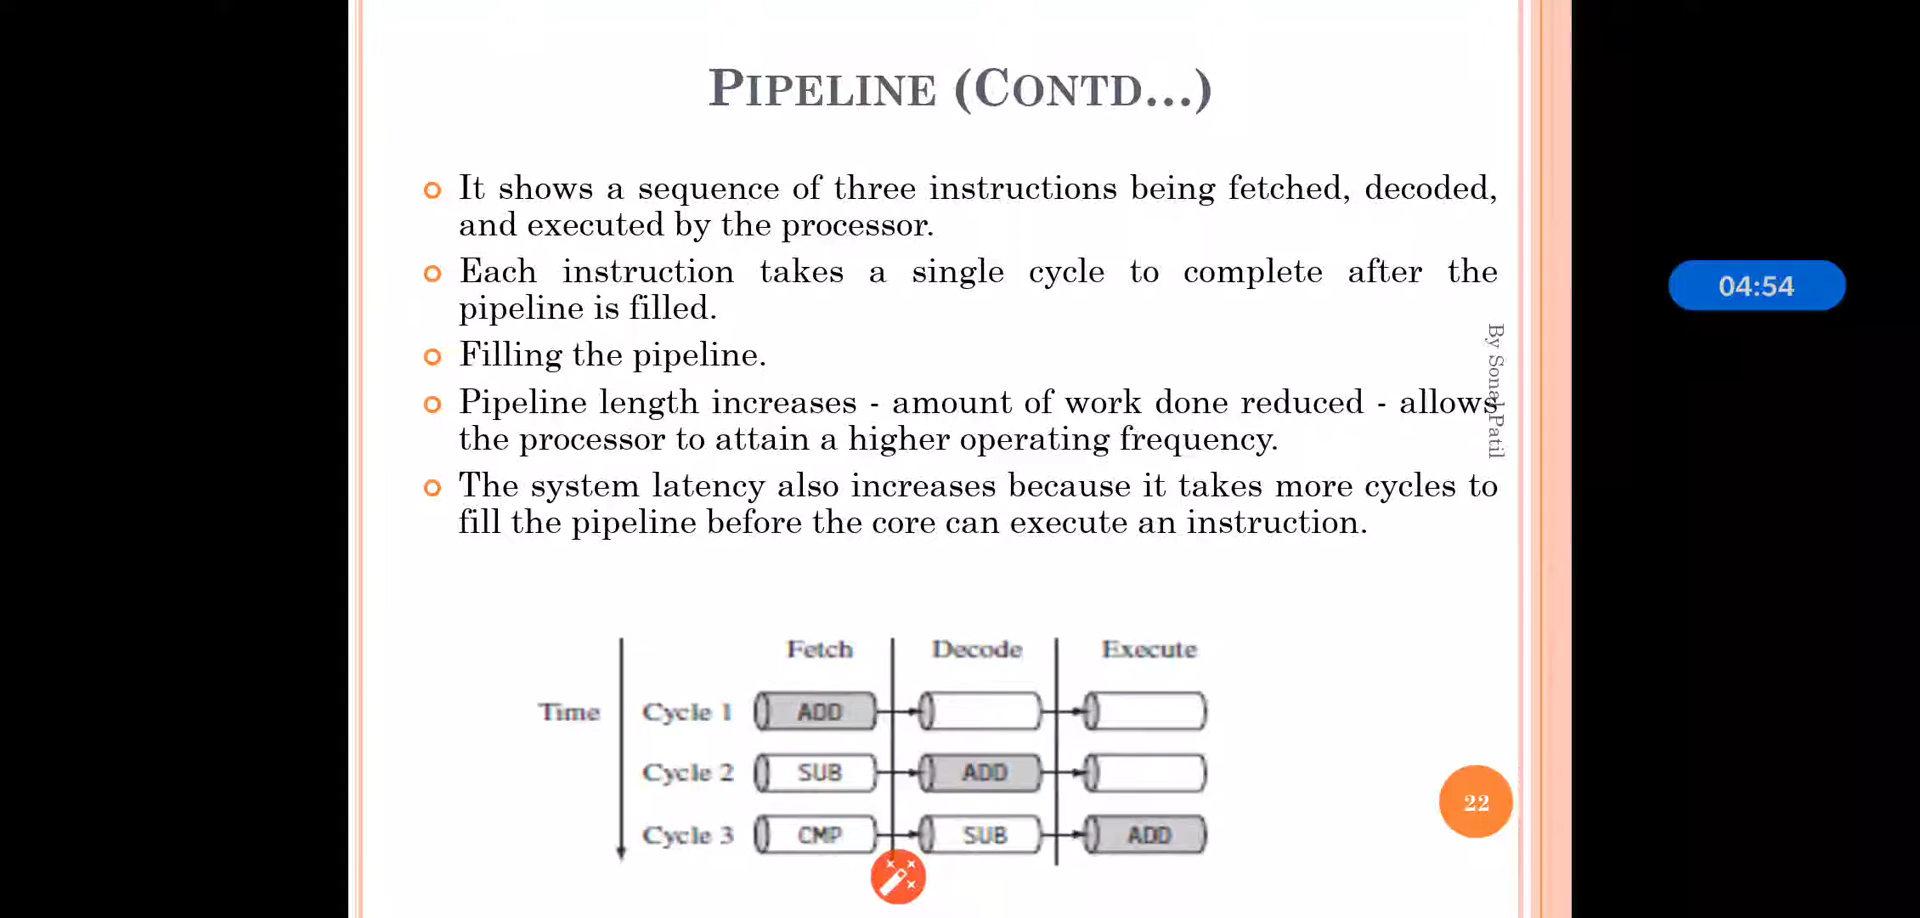 PIPELINE (CONTD...)
It shows a sequence of three instructions being fetched, decoded,
and executed by the processor.
Each instruction takes a single cycle to complete after the
pipeline is filled.
Filling the pipeline.
Pipeline length increases - amount of work done reduced - allows
the processor to attain a higher operating frequency.
The system latency also increases because it takes more cycles to
fill the pipeline before the core can execute an instruction.
By Sonal Patil
04:54
Fetch Decode Execute
Time Cycle 1 ADD
Cycle 2 SUB ADD
Cycle 3 CMP SUB ADD
22